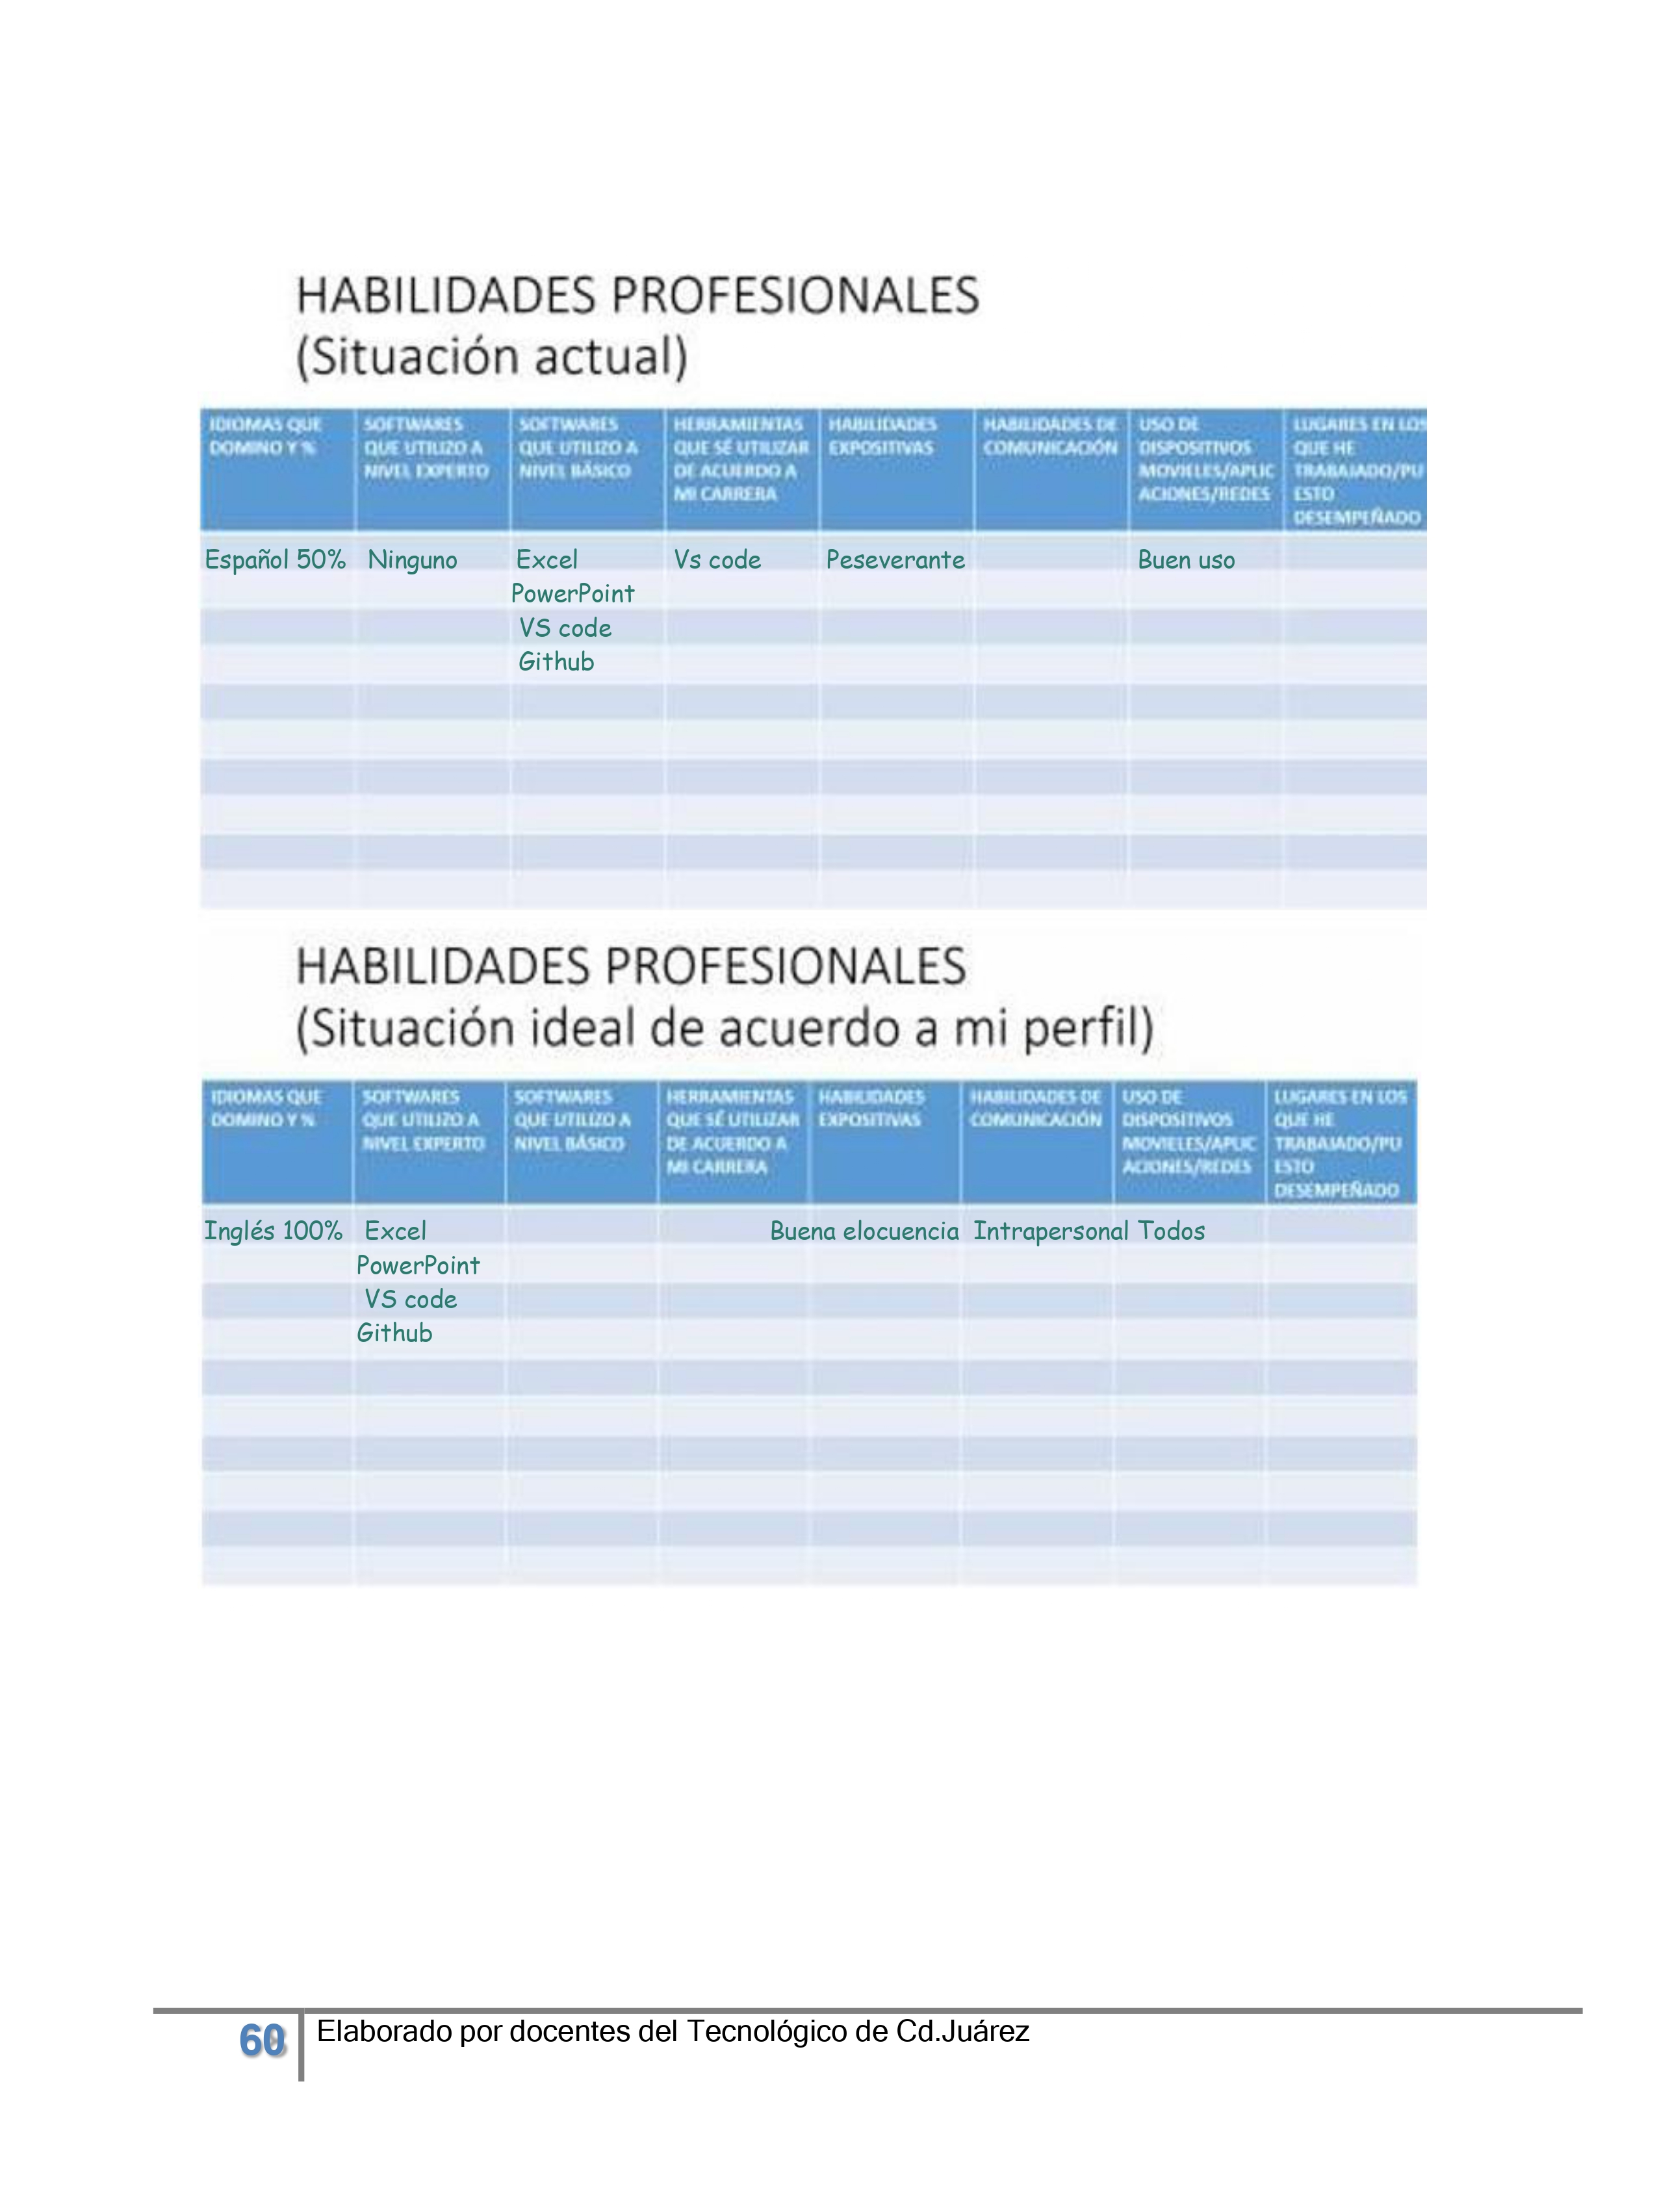 HABILIDADES PROFESIONALES
(Situación actual)
IDIOMAS QUE DOMINO Y %
SOFTWARES QUE UTILIZO A NIVEL EXPERTO
SOFTWARES QUE UTILIZO A NIVEL BÁSICO
HERRAMIENTAS QUE SÉ UTILIZAR DE ACUERDO A MI CARRERA
HABILIDADES EXPOSITIVAS
HABILIDADES DE COMUNICACIÓN
USO DE DISPOSITIVOS MOVIELES/APLICACIONES/REDES
LUGARES EN LOS QUE HE TRABAJADO/PUESTO DESEMPEÑADO
Español 50% Ninguno Excel Vs code Peseverante Buen uso
PowerPoint
VS code
Github
HABILIDADES PROFESIONALES
(Situación ideal de acuerdo a mi perfil)
IDIOMAS QUE DOMINO Y %
SOFTWARES QUE UTILIZO A NIVEL EXPERTO
SOFTWARES QUE UTILIZO A NIVEL BÁSICO
HERRAMIENTAS QUE SÉ UTILIZAR DE ACUERDO A MI CARRERA
HABILIDADES EXPOSITIVAS
HABILIDADES DE COMUNICACIÓN
USO DE DISPOSITIVOS MOVIELES/APLICACIONES/REDES
LUGARES EN LOS QUE HE TRABAJADO/PUESTO DESEMPEÑADO
Inglés 100% Excel Buena elocuencia Intrapersonal Todos
PowerPoint
VS code
Github
60 Elaborado por docentes del Tecnológico de Cd.Juárez